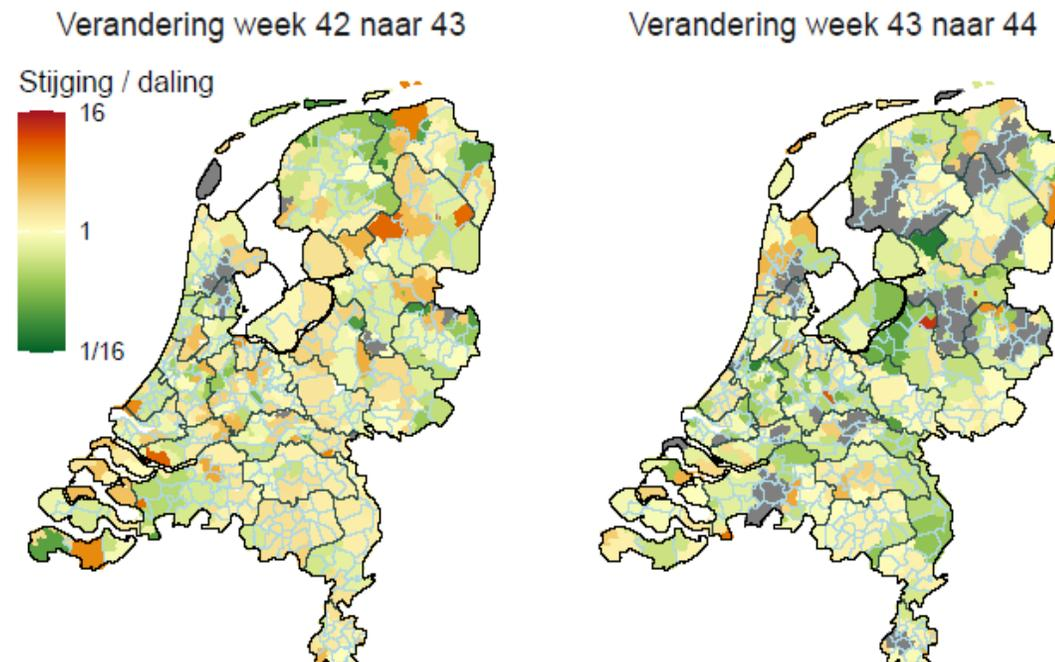 Verandering week 42 naar 43
Verandering week 43 naar 44
Stijging / daling
16
1
1/16